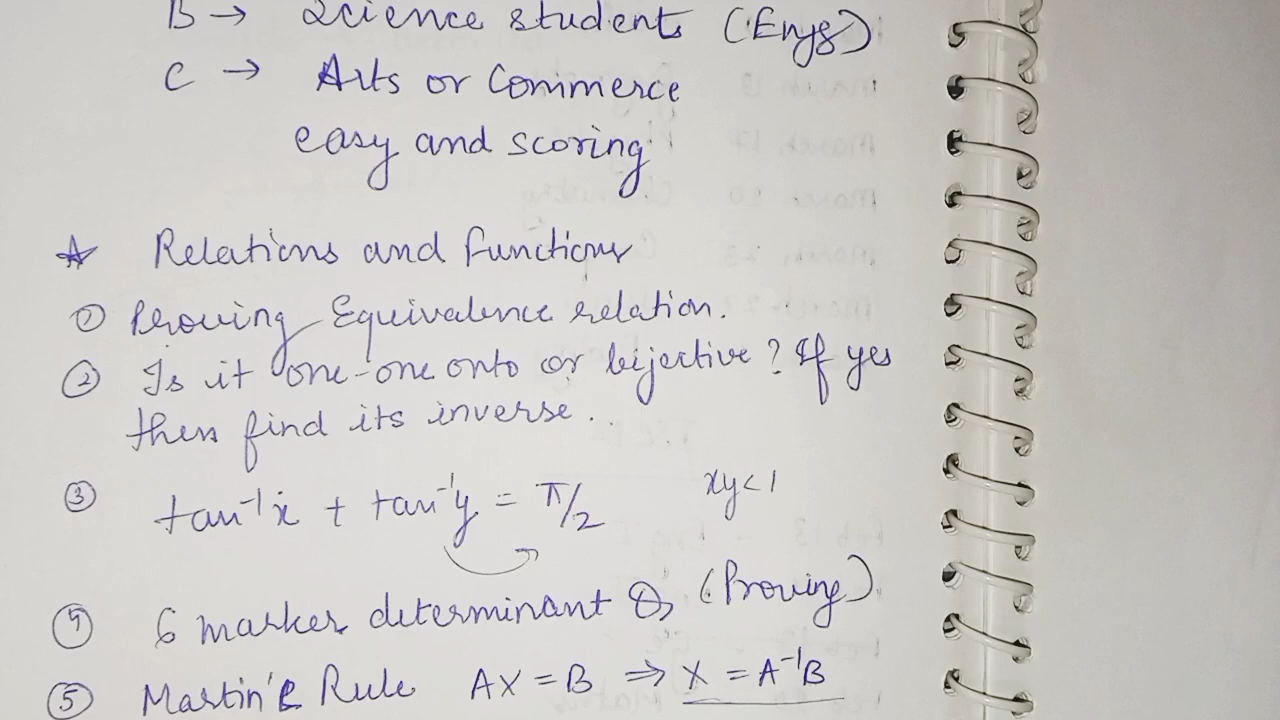 B → Science students (Engg)
C → Arts or Commerce
easy and scoring
☆ Relations and functions
① Proving Equivalence relation.
② Is it one-one onto or bijective? If yes
then find its inverse.
③ tan⁻¹x + tan⁻¹y = π/2 xy<1
④ 6 marker determinant Q, (Proving).
⑤ Martin's Rule AX = B ⇒ X = A⁻¹B